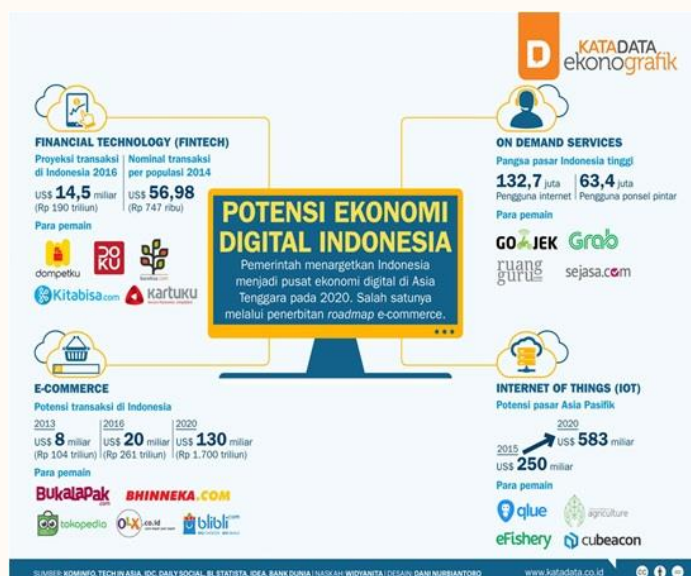 D KATADATA
ekonografik
FINANCIAL TECHNOLOGY (FINTECH)
Proyeksi transaksi
di Indonesia 2016
US$ 14,5 miliar
(Rp 190 triliun)
Nominal transaksi
per populasi 2014
US$ 56,98
(Rp 747 ribu)
Para pemain
dompetku
DOKU
Kitabisa.com
KARTUKU
ON DEMAND SERVICES
Pangsa pasar Indonesia tinggi
132,7 juta
Pengguna internet
63,4 juta
Pengguna ponsel pintar
Para pemain
GOJEK
Grab
ruang
guru
sejasa.com
POTENSI EKONOMI
DIGITAL INDONESIA
Pemerintah menargetkan Indonesia
menjadi pusat ekonomi digital di Asia
Tenggara pada 2020. Salah satunya
melalui penerbitan roadmap e-commerce.
E-COMMERCE
Potensi transaksi di Indonesia
2013
US$ 8 miliar
(Rp 104 triliun)
2016
US$ 20 miliar
(Rp 261 triliun)
2020
US$ 130 miliar
(Rp 1.700 triliun)
Para pemain
BukaLapak
.com
BHINNEKA.COM
tokopedia
OLX.co.id
blibli.com
INTERNET OF THINGS (IOT)
Potensi pasar Asia Pasifik
2015
US$ 250 miliar
2020
US$ 583 miliar
Para pemain
qlue
agriculture
eFishery
cubeacon
SUMBER: KOMINFO, TECH IN ASIA, IDC, DAILY SOCIAL, BI, STATISTA, IDEA, BANK DUNIA | NASKAH: WIDYANITA | DESAIN: DANI NURBIANTORO
www.katadata.co.id
cc